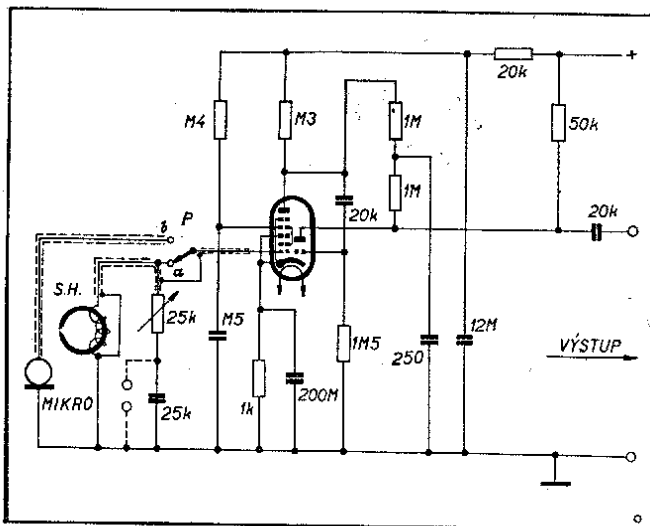 20k
+
M4
M3
1M
50k
1M
20k
20k
b
P
a
S.H.
25k
M5
1M5
250
12M
VÝSTUP
MIKRO
25k
1k
200M